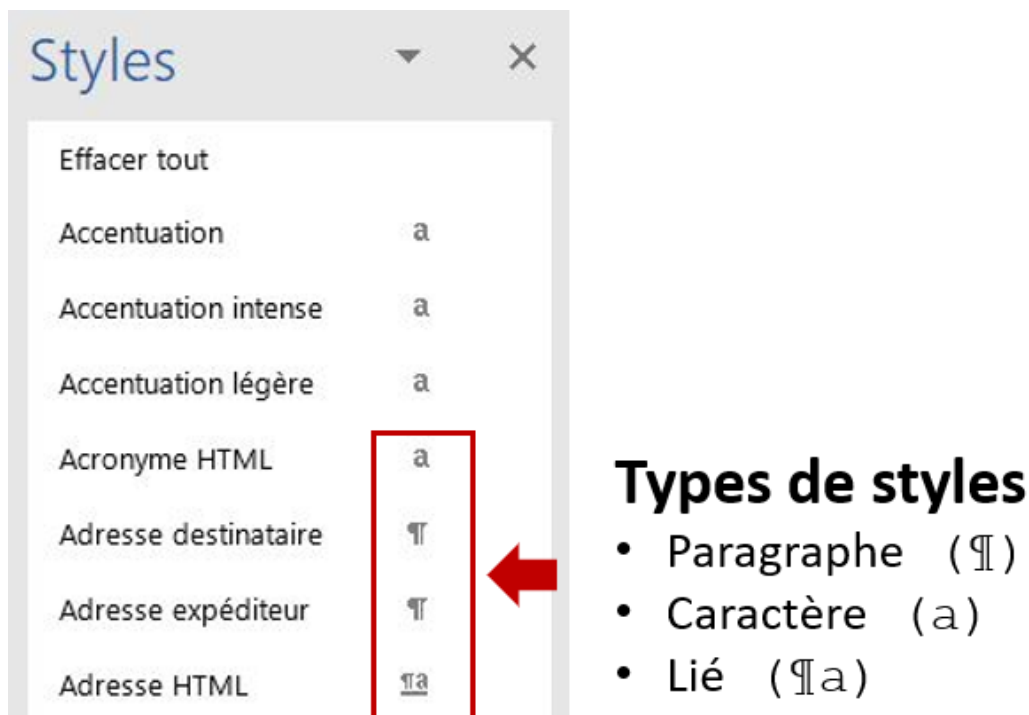 Styles
Effacer tout
Accentuation a
Accentuation intense a
Accentuation légère a
Acronyme HTML a
Adresse destinataire ¶
Adresse expéditeur ¶
Adresse HTML ¶a
Types de styles
• Paragraphe (¶)
• Caractère (a)
• Lié (¶a)